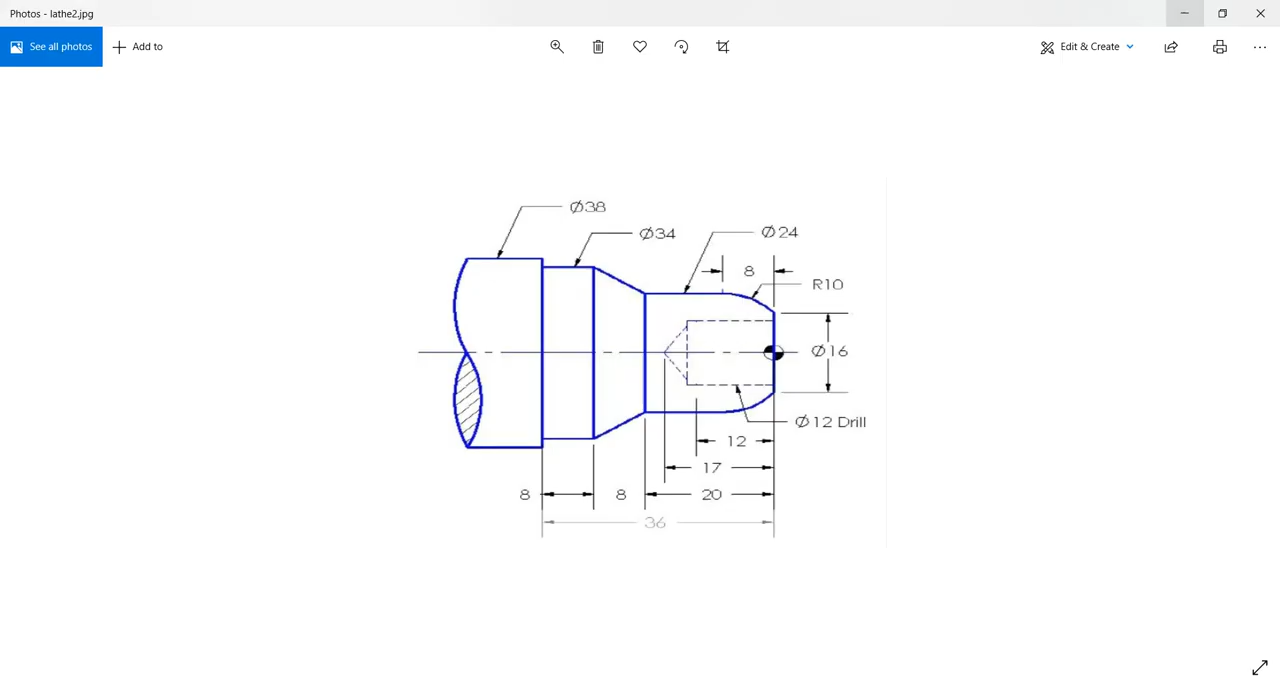 Photos - lathe2.jpg
See all photos
Add to
Edit & Create
Ø38
Ø34
Ø24
8
R10
Ø16
Ø12 Drill
12
17
8
8
20
36